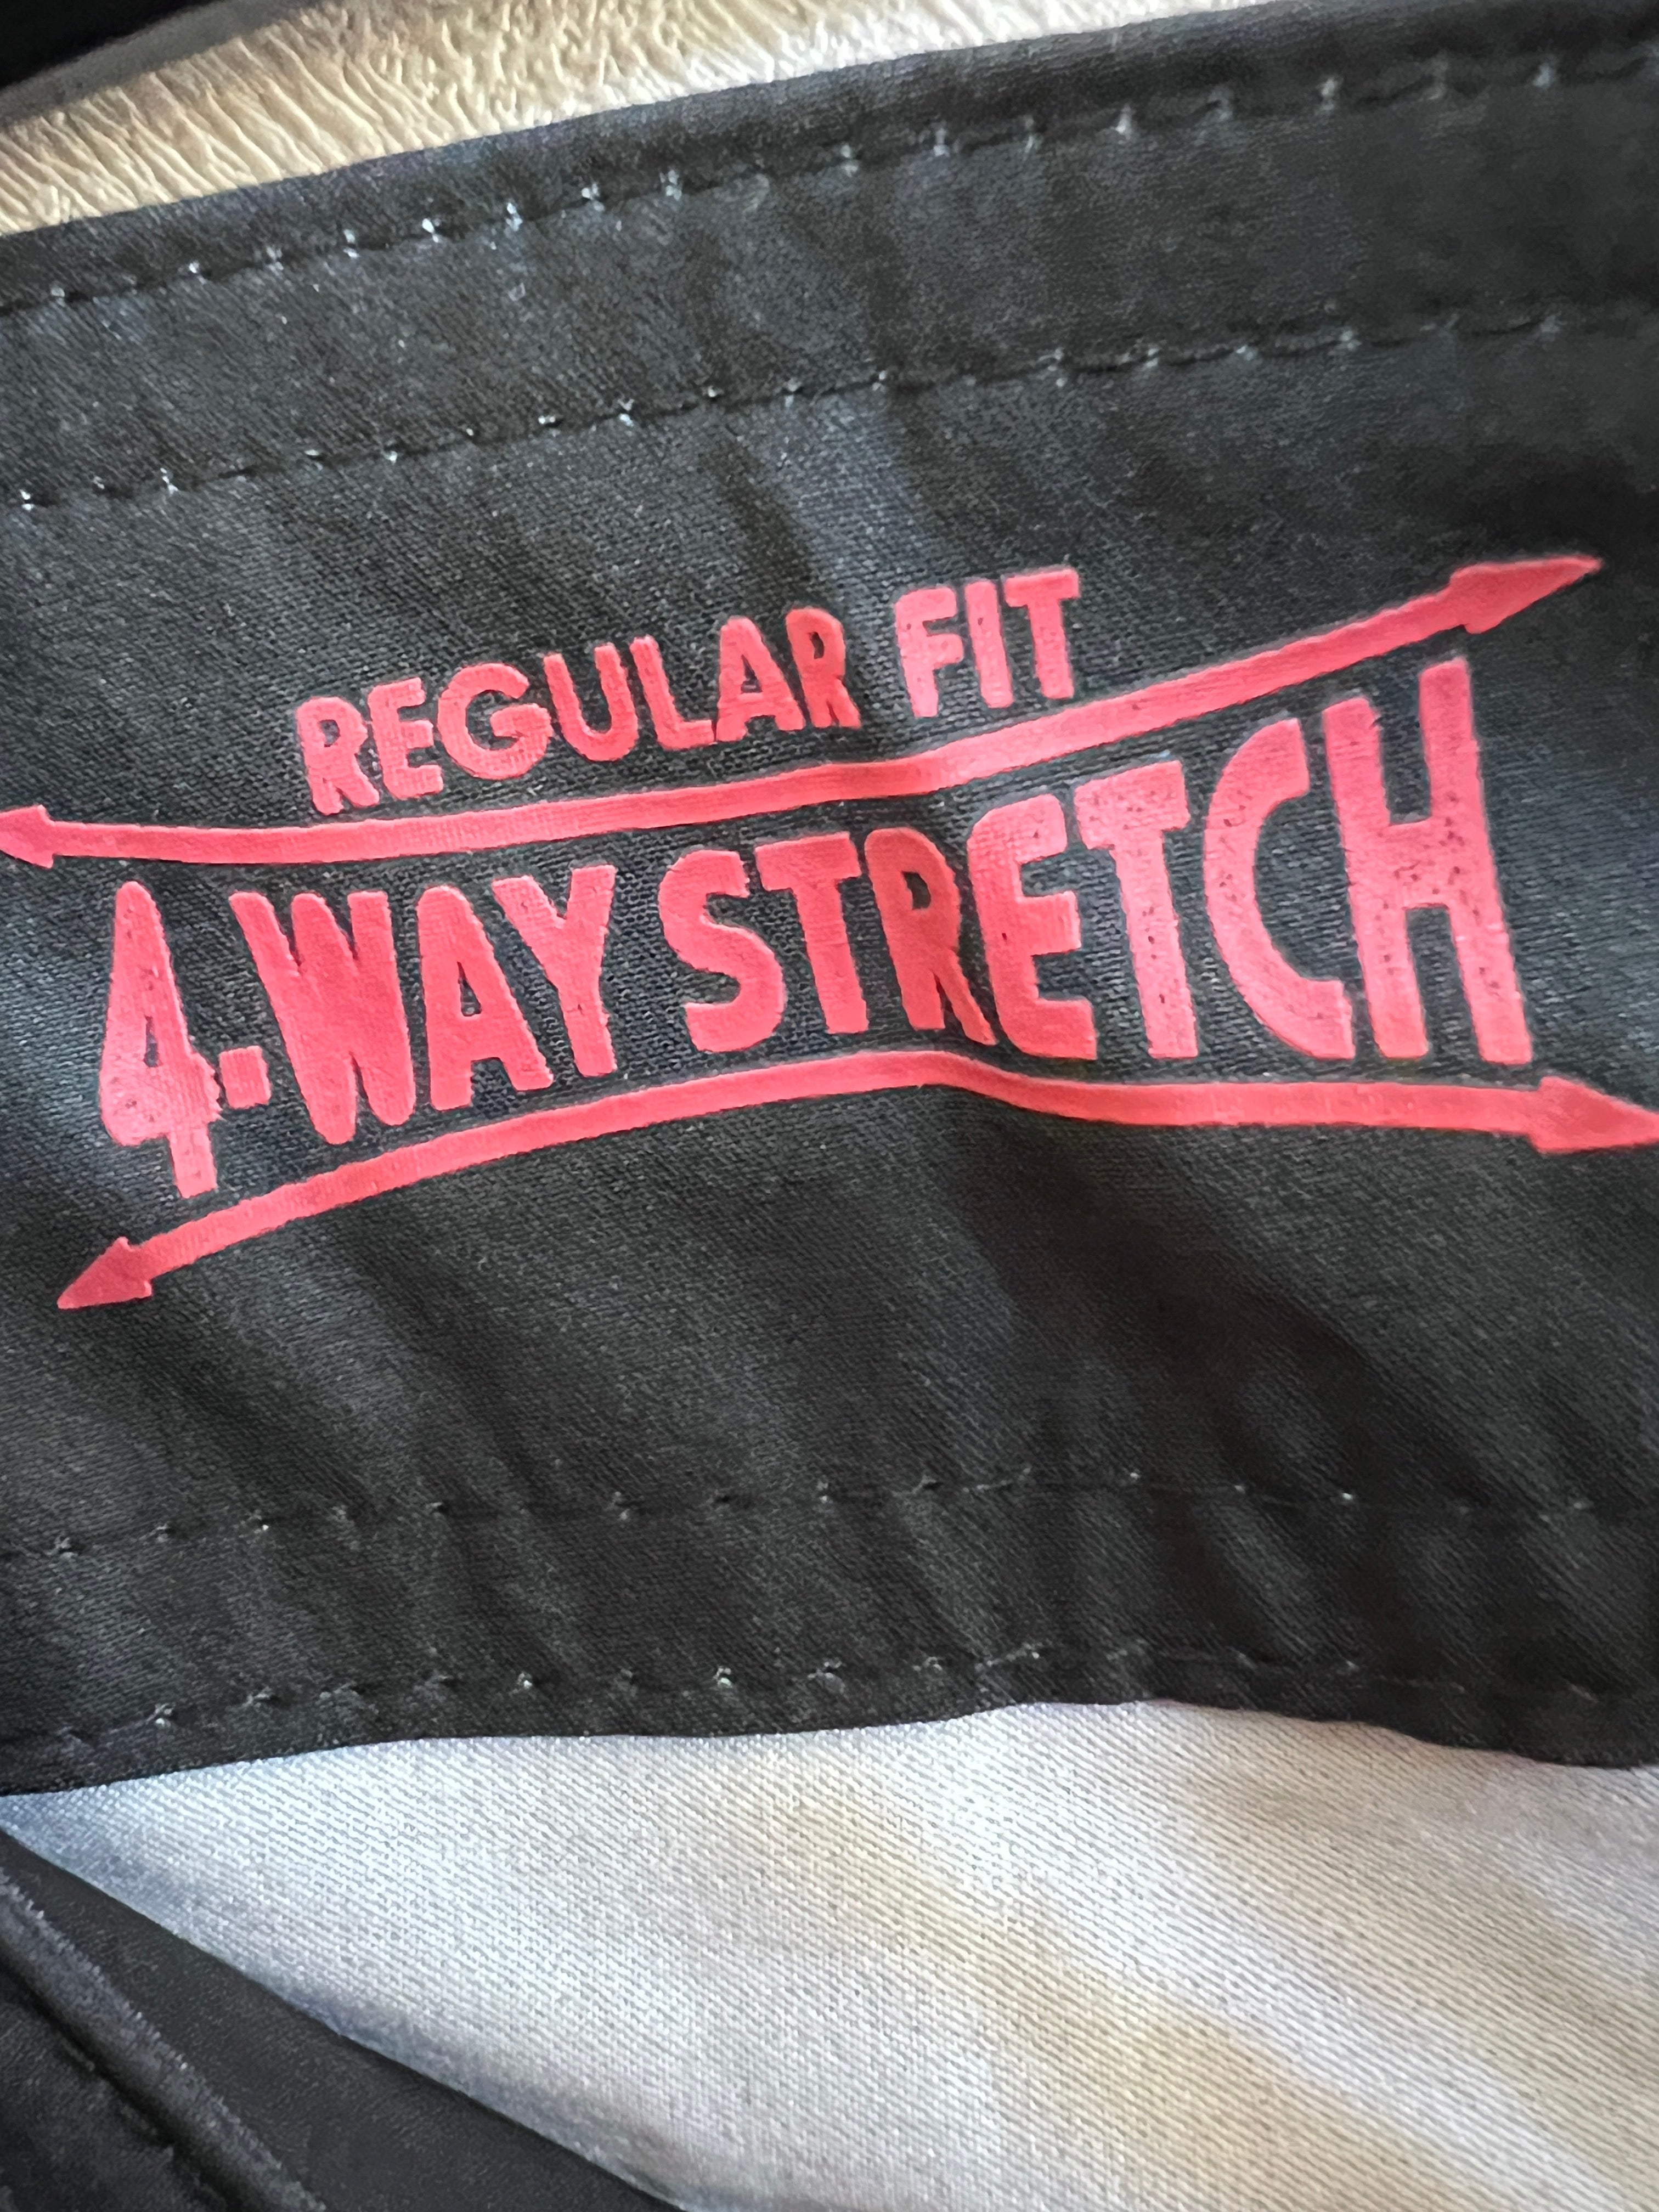 REGULAR FIT
4-WAY STRETCH